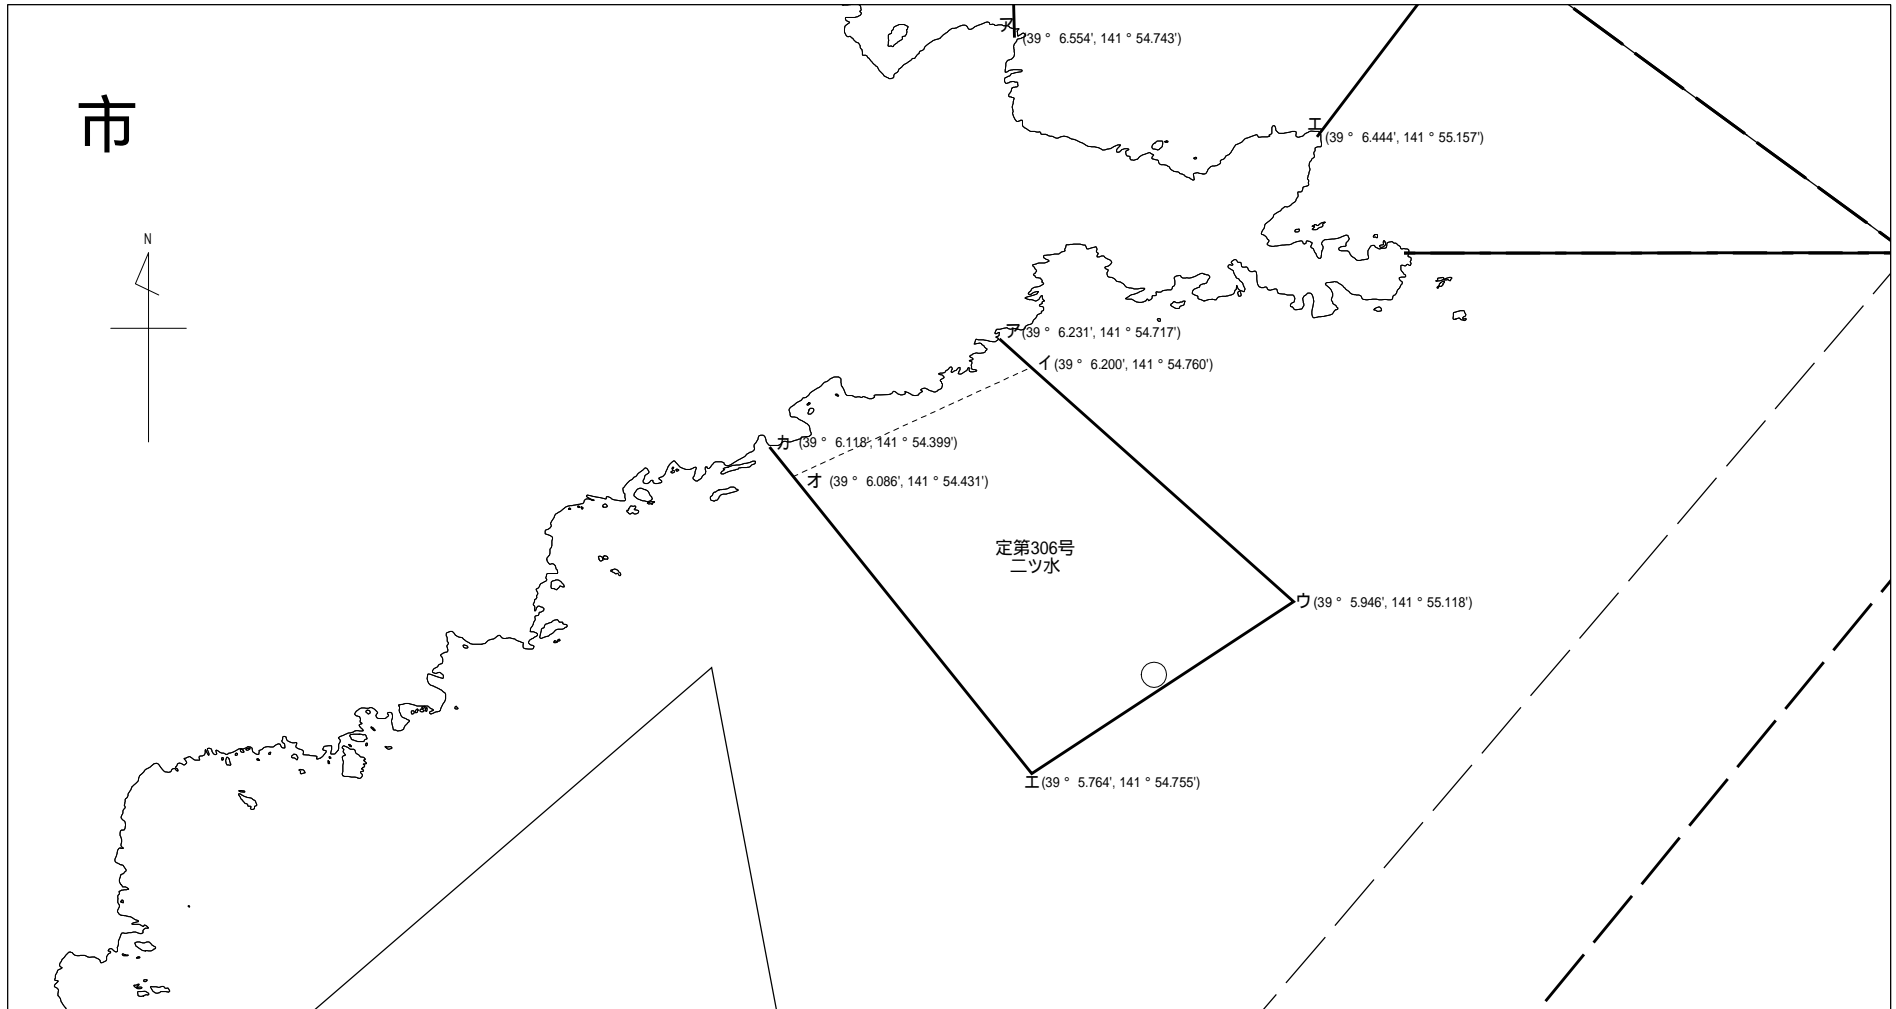 ヌ
(39 °  6.554', 141 ° 54.743')
市
エ
(39 °  6.444', 141 ° 55.157')
N
ア(39 °  6.231', 141 ° 54.717')
イ(39 °  6.200', 141 ° 54.760')
カ (39 °  6.118', 141 ° 54.399')
オ (39 °  6.086', 141 ° 54.431')
定第306号
二ツ水
ウ(39 °  5.946', 141 ° 55.118')
エ(39 °  5.764', 141 ° 54.755')